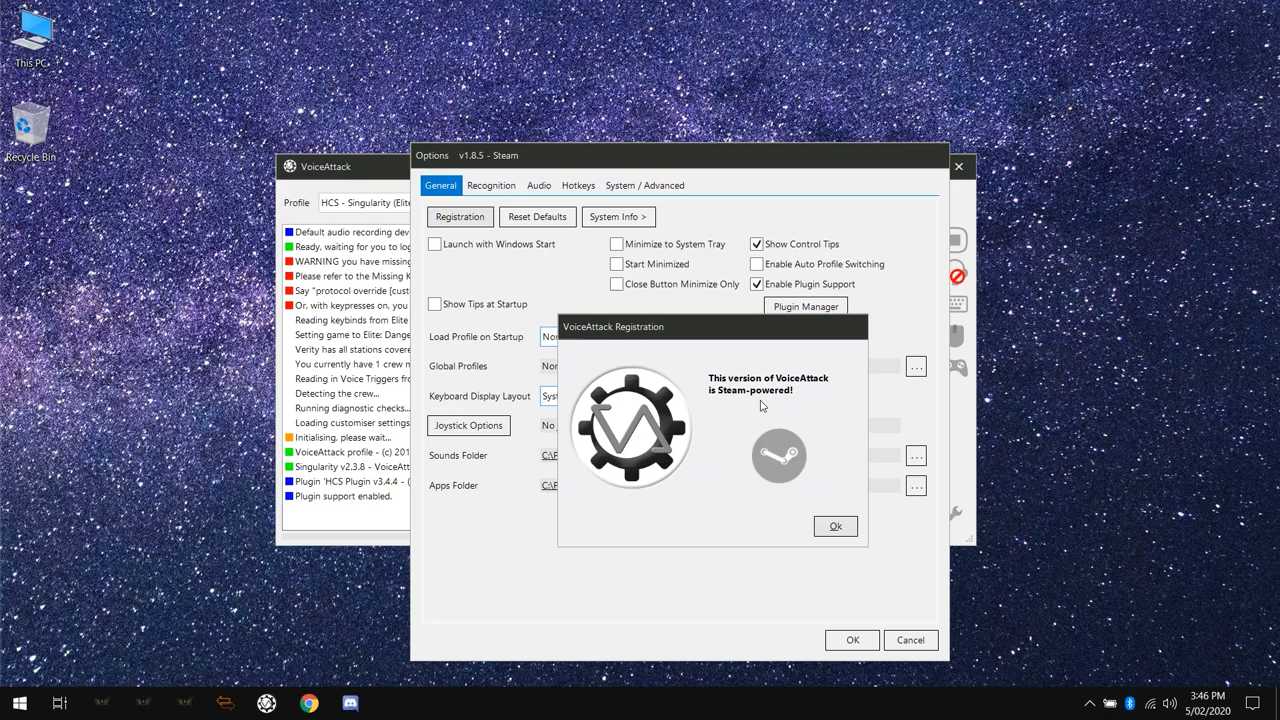 This PC
Recycle Bin
VoiceAttack
Profile
HCS - Singularity (Elite
Default audio recording dev
Ready, waiting for you to log
WARNING you have missing
Please refer to the Missing K
Say "protocol override [cust
Or, with keypresses on, you
Reading keybinds from Elite
Setting game to Elite: Danger
Verity has all stations covere
You currently have 1 crew m
Reading in Voice Triggers fro
Detecting the crew...
Running diagnostic checks...
Loading customiser settings
Initialising, please wait...
VoiceAttack profile - (c) 201
Singularity v2.3.8 - VoiceAtt
Plugin 'HCS Plugin v3.4.4 - (
Plugin support enabled.
Options v1.8.5 - Steam
General
Recognition
Audio
Hotkeys
System / Advanced
Registration
Reset Defaults
System Info >
Launch with Windows Start
Minimize to System Tray
Show Control Tips
Start Minimized
Enable Auto Profile Switching
Close Button Minimize Only
Enable Plugin Support
Show Tips at Startup
Plugin Manager
Load Profile on Startup
Non
Global Profiles
Non
...
Keyboard Display Layout
Syst
Joystick Options
No
Sounds Folder
C:\P
...
Apps Folder
C:\P
...
VoiceAttack Registration
This version of VoiceAttack
is Steam-powered!
Ok
OK
Cancel
3:46 PM
5/02/2020